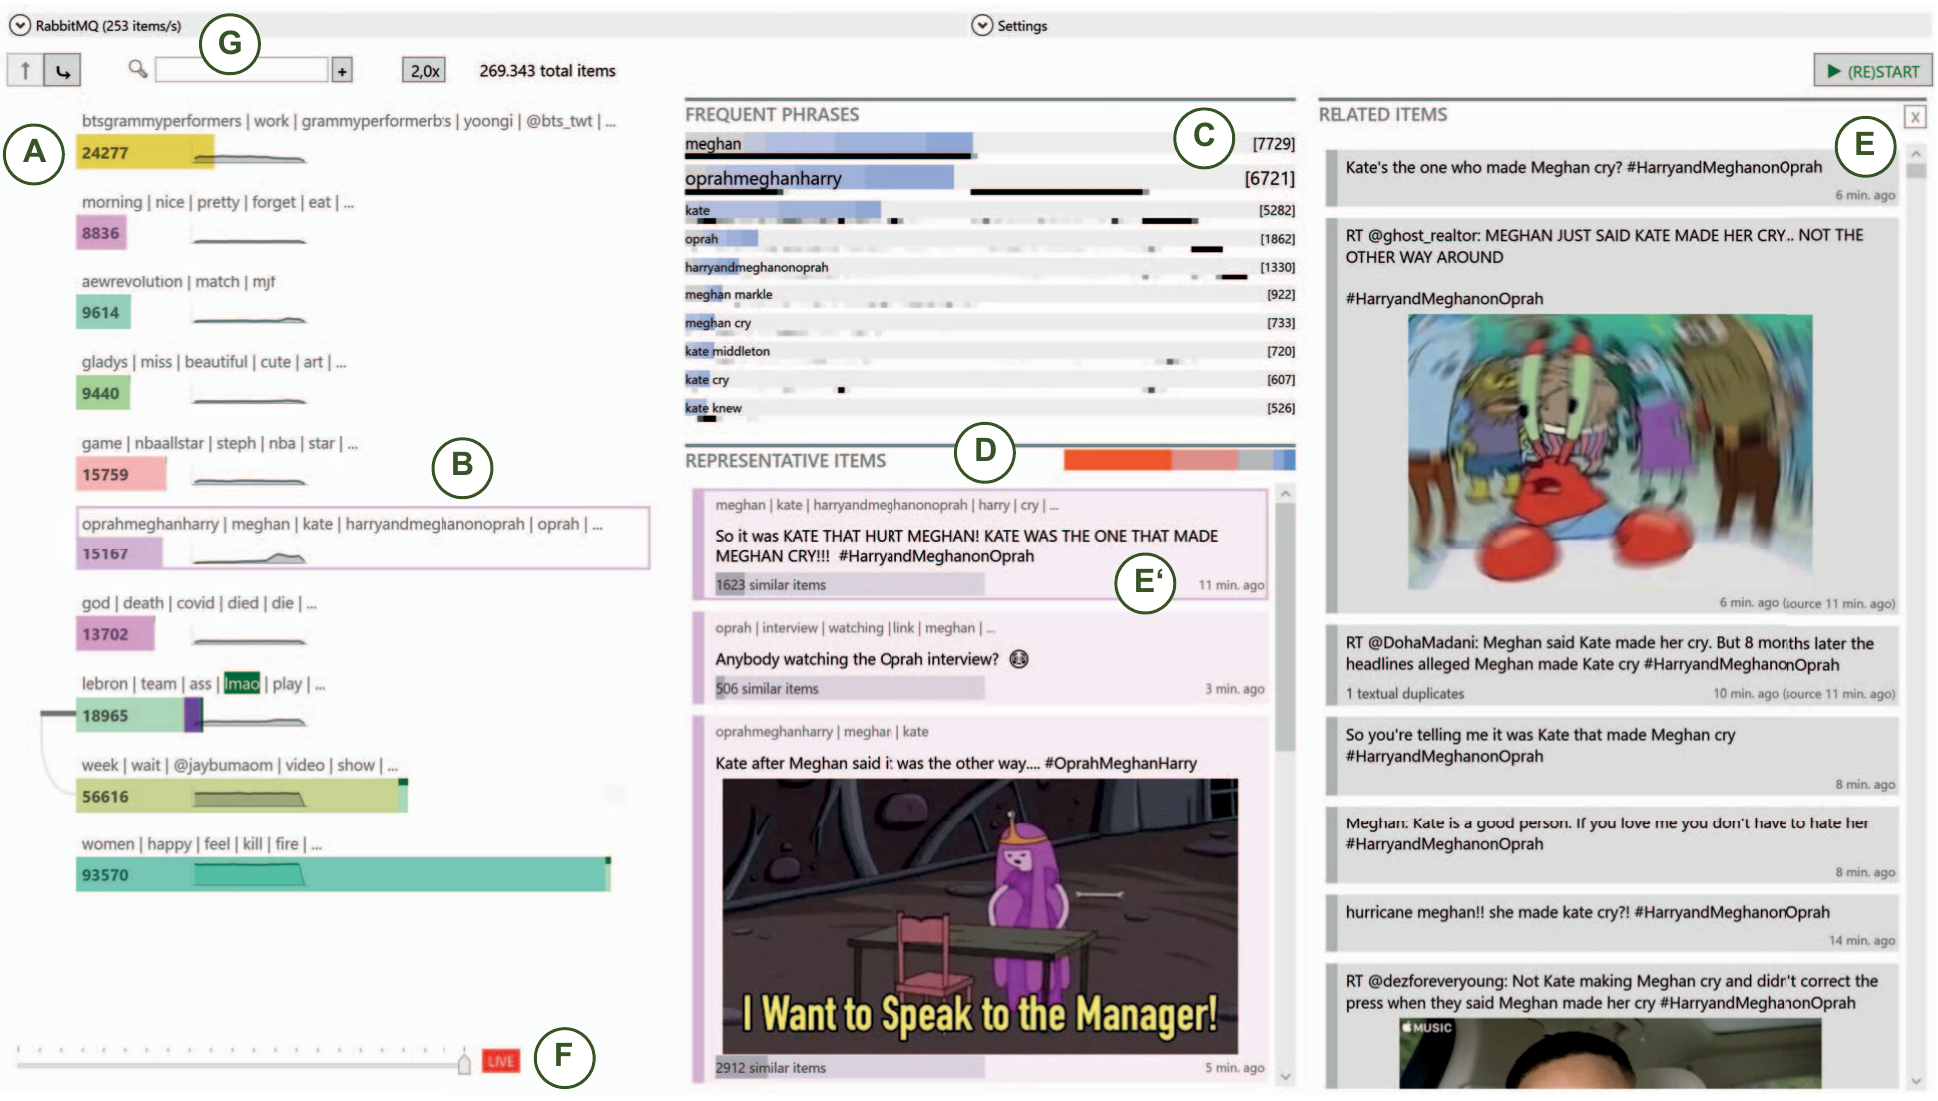 RabbitMQ (253 items/s)
Settings
G
+
2,0x
269.343 total items
(RE)START
A
btsgrammyperformers | work | grammyperformerbts | yoongi | @bts_twt | ...
24277
morning | nice | pretty | forget | eat | ...
8836
aewrevolution | match | mjf
9614
gladys | miss | beautiful | cute | art | ...
9440
game | nbaallstar | steph | nba | star | ...
15759
B
oprahmeghanharry | meghan | kate | harryandmeghanonoprah | oprah | ...
15167
god | death | covid | died | die | ...
13702
lebron | team | ass | lmao | play | ...
18965
week | wait | @jaybumaom | video | show | ...
56616
women | happy | feel | kill | fire | ...
93570
LIVE
F
FREQUENT PHRASES
C
meghan [7729]
oprahmeghanharry [6721]
kate [5282]
oprah [1862]
harryandmeghanonoprah [1330]
meghan markle [922]
meghan cry [733]
kate middleton [720]
kate cry [607]
kate knew [526]
D
REPRESENTATIVE ITEMS
meghan | kate | harryandmeghanonoprah | harry | cry | ...
So it was KATE THAT HURT MEGHAN! KATE WAS THE ONE THAT MADE
MEGHAN CRY!!! #HarryandMeghanonOprah
E'
1623 similar items 11 min. ago
oprah | interview | watching |link | meghan | ...
Anybody watching the Oprah interview?
506 similar items 3 min. ago
oprahmeghanharry | meghan | kate
Kate after Meghan said it was the other way.... #OprahMeghanHarry
I Want to Speak to the Manager!
2912 similar items 5 min. ago
RELATED ITEMS
X
E
Kate's the one who made Meghan cry? #HarryandMeghanonOprah
6 min. ago
RT @ghost_realtor: MEGHAN JUST SAID KATE MADE HER CRY.. NOT THE
OTHER WAY AROUND
#HarryandMeghanonOprah
6 min. ago (source 11 min. ago)
RT @DohaMadani: Meghan said Kate made her cry. But 8 months later the
headlines alleged Meghan made Kate cry #HarryandMeghanonOprah
1 textual duplicates 10 min. ago (source 11 min. ago)
So you're telling me it was Kate that made Meghan cry
#HarryandMeghanonOprah
8 min. ago
Meghan: Kate is a good person. If you love me you don't have to hate her
#HarryandMeghanonOprah
8 min. ago
hurricane meghan!! she made kate cry?! #HarryandMeghanonOprah
14 min. ago
RT @dezforeveryoung: Not Kate making Meghan cry and didn't correct the
press when they said Meghan made her cry #HarryandMeghanonOprah
MUSIC